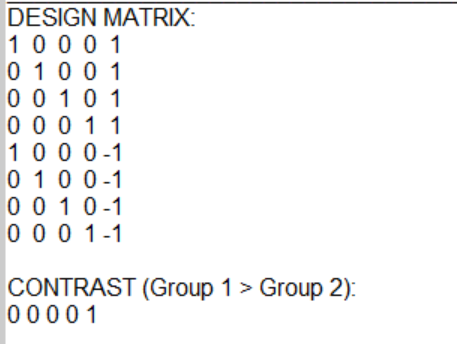 DESIGN MATRIX:
1 0 0 0 1
0 1 0 0 1
0 0 1 0 1
0 0 0 1 1
1 0 0 0 -1
0 1 0 0 -1
0 0 1 0 -1
0 0 0 1 -1
CONTRAST (Group 1 > Group 2):
0 0 0 0 1